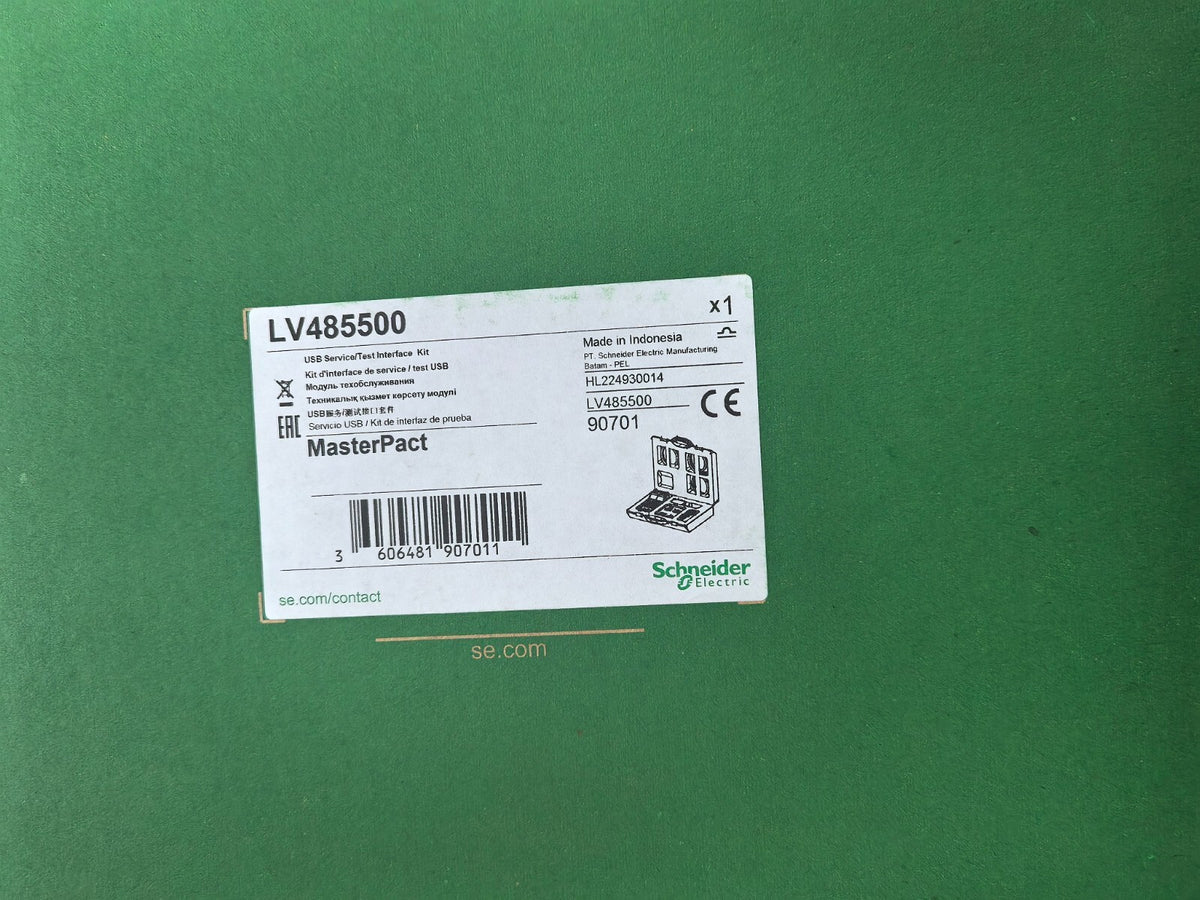 LV485500
x1
USB Service/Test Interface Kit
Kit d'interface de service / test USB
Модуль техобслуживания
Техникалық қызмет көрсету модулі
USB服务/测试接口套件
Servicio USB / Kit de interfaz de prueba
EAC
MasterPact
3 606481 907011
Made in Indonesia
PT. Schneider Electric Manufacturing
Batam - PEL
HL224930014
LV485500
90701
CE
Schneider
Electric
se.com/contact
se.com